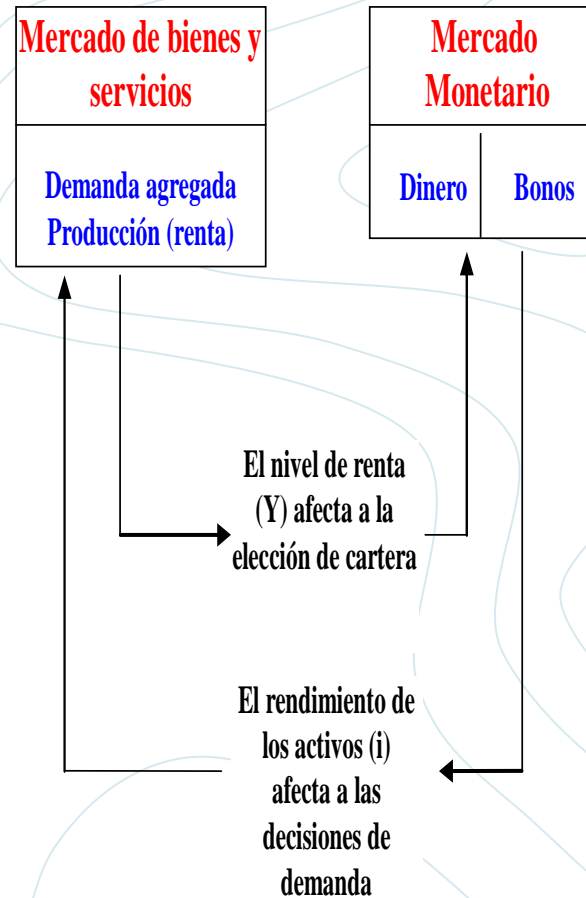 Mercado de bienes y
servicios
Demanda agregada
Producción (renta)
Mercado
Monetario
Dinero
Bonos
El nivel de renta
(Y) afecta a la
elección de cartera
El rendimiento de
los activos (i)
afecta a las
decisiones de
demanda